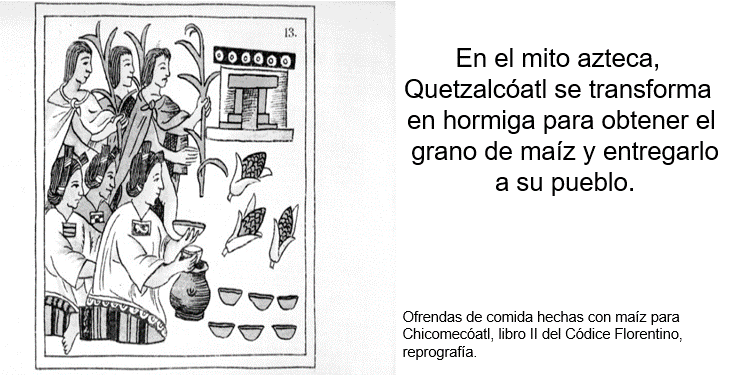 13.
En el mito azteca,
Quetzalcóatl se transforma
en hormiga para obtener el
grano de maíz y entregarlo
a su pueblo.
Ofrendas de comida hechas con maíz para
Chicomecóatl, libro II del Códice Florentino,
reprografía.